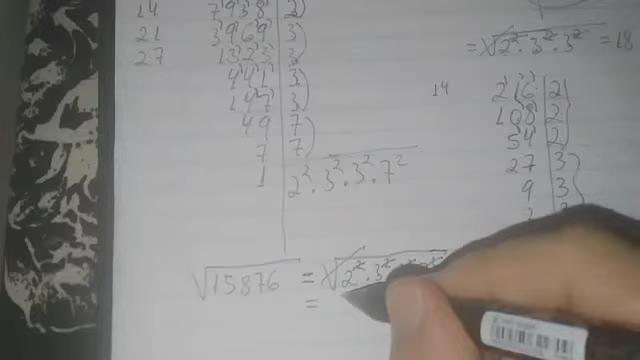 14 7938 2
21 3969 3
27 1323 3
441 3
147 3
49 7
7 7
1 2².3².3².7²
√15876 = √2².3²
=
= √2².3².3² = 18
14 216 2
108 2
54 2
27 3
9 3